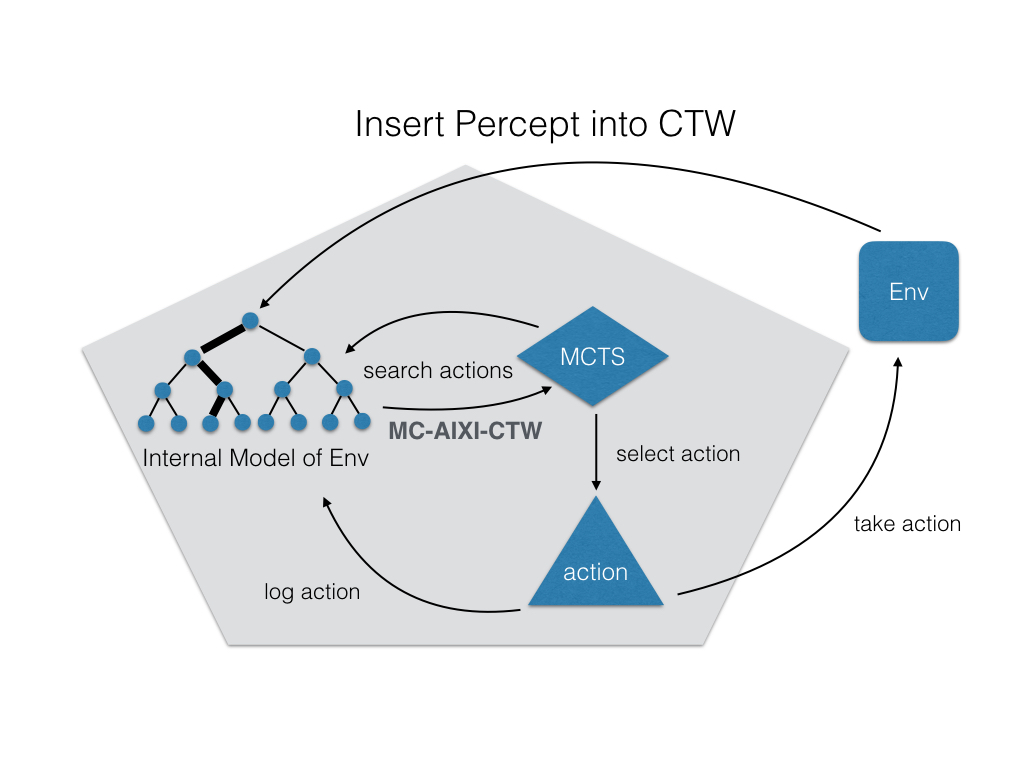 Insert Percept into CTW
Env
MCTS
search actions
MC-AIXI-CTW
select action
Internal Model of Env
take action
action
log action